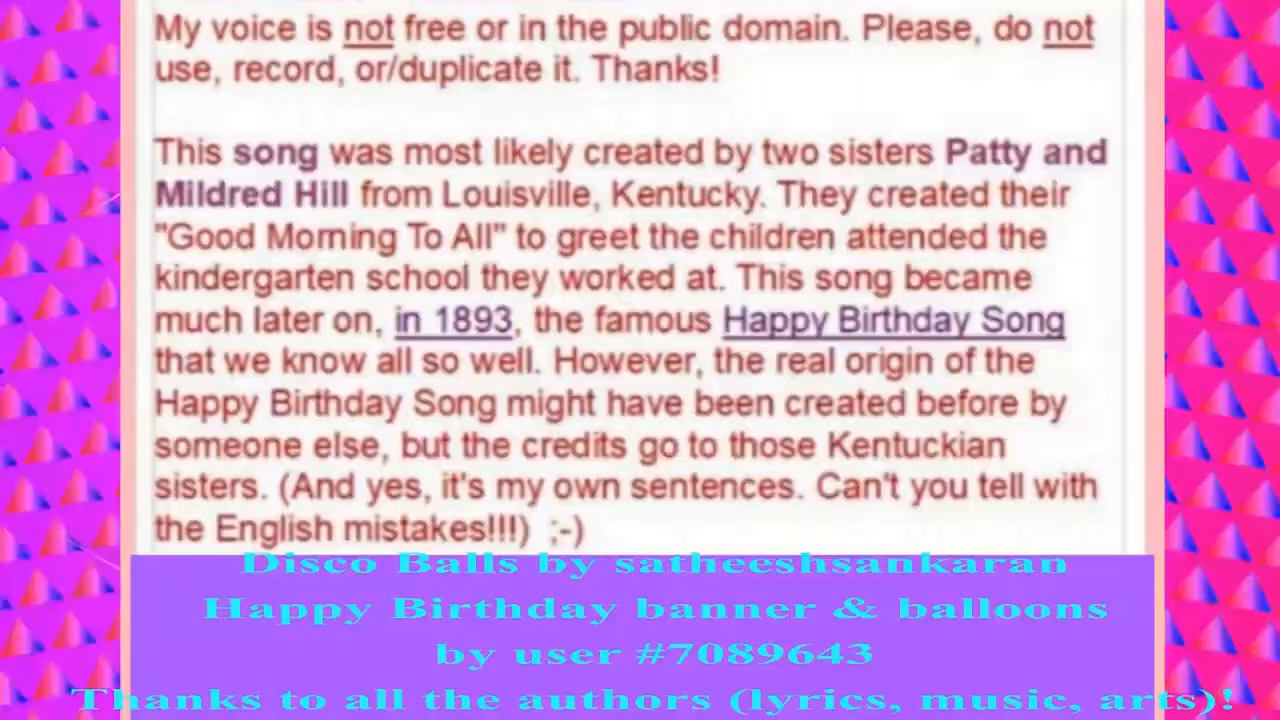 My voice is not free or in the public domain. Please, do not
use, record, or/duplicate it. Thanks!
This song was most likely created by two sisters Patty and
Mildred Hill from Louisville, Kentucky. They created their
"Good Morning To All" to greet the children attended the
kindergarten school they worked at. This song became
much later on, in 1893, the famous Happy Birthday Song
that we know all so well. However, the real origin of the
Happy Birthday Song might have been created before by
someone else, but the credits go to those Kentuckian
sisters. (And yes, it's my own sentences. Can't you tell with
the English mistakes!!!) ;-)
Disco Balls by satheeshsankaran
Happy Birthday banner & balloons
by user #7089643
Thanks to all the authors (lyrics, music, arts)!